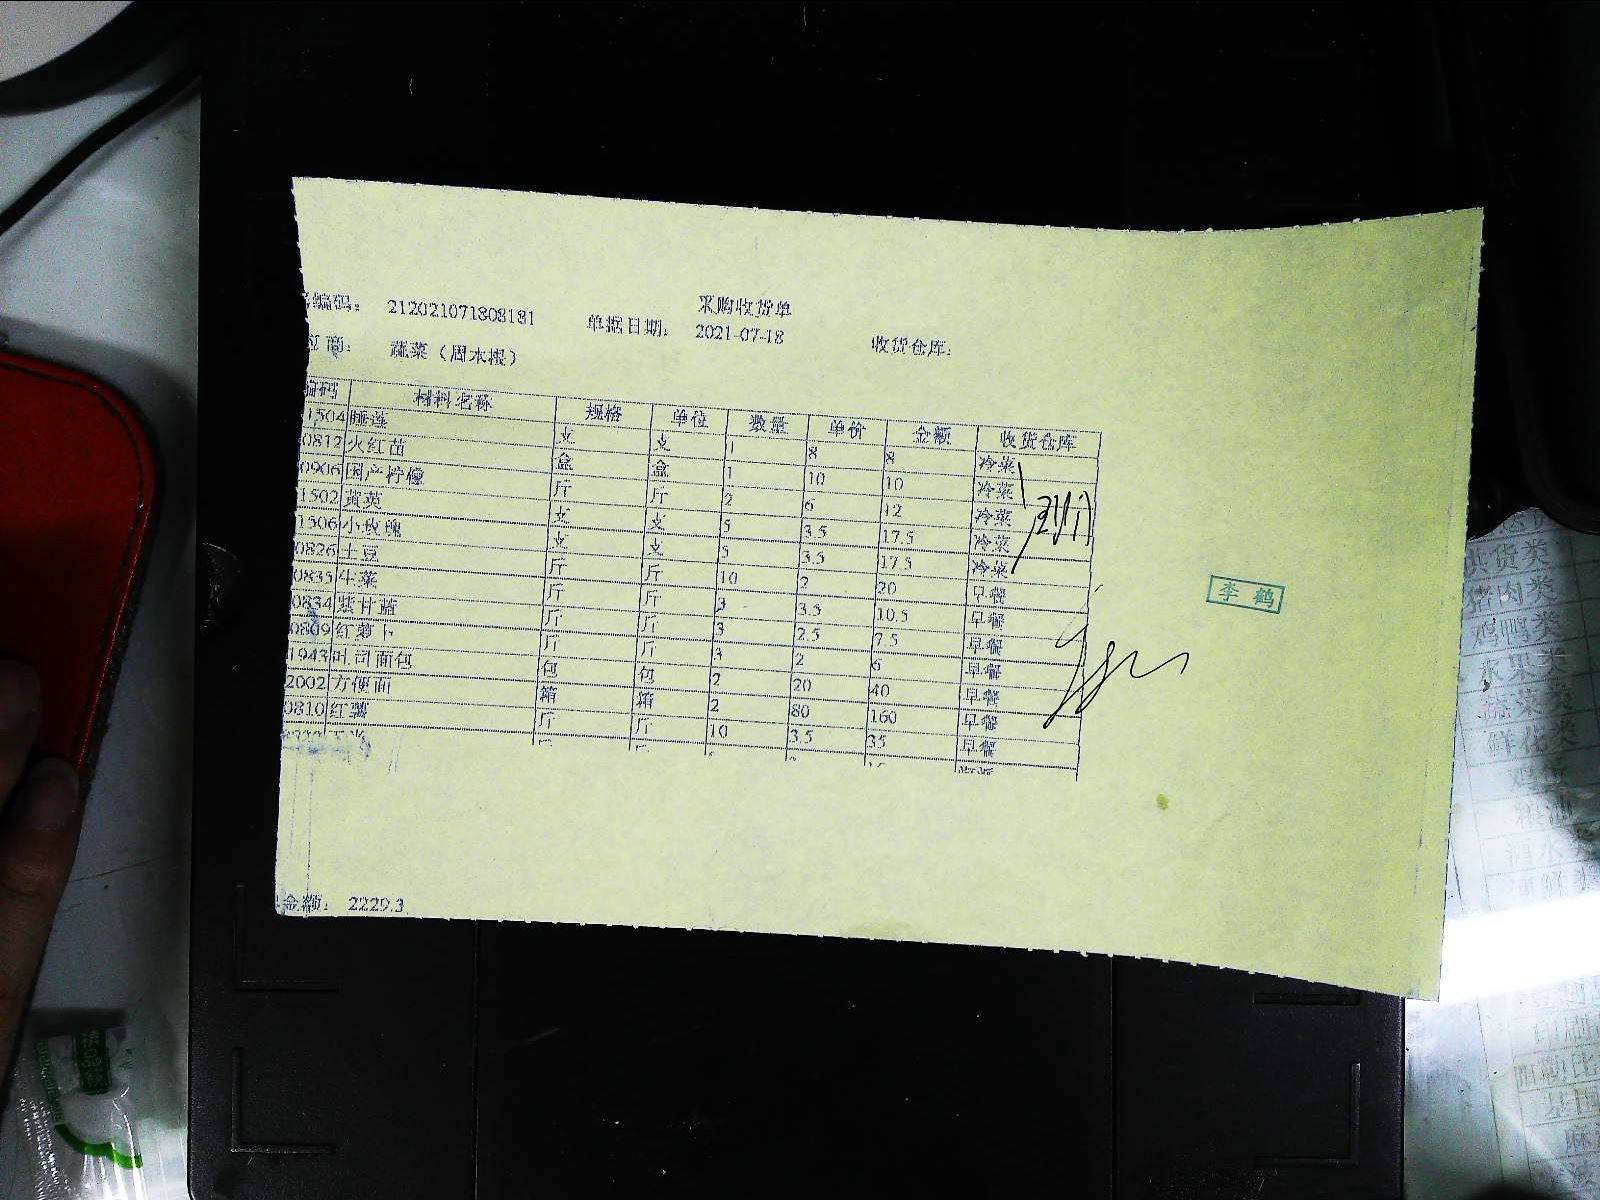 采购收货单
编码： 212021071808181 单据日期： 2021-07-18 收货仓库：
应商： 蔬菜（周本根）
编码 材料名称 规格 单位 数量 单价 金额 收货仓库
1504 睡莲 支 支 1 8 8 冷菜
0812 火红苗 盒 盒 1 10 10 冷菜
0906 国产柠檬 斤 斤 2 6 12 冷菜
1502 黄英 支 支 5 3.5 17.5 冷菜
1506 小玫瑰 支 支 5 3.5 17.5 冷菜
0826 土豆 斤 斤 10 2 20 早餐
0835 生菜 斤 斤 3 3.5 10.5 早餐
0834 紫甘蓝 斤 斤 3 2.5 7.5 早餐
0809 红萝卜 斤 斤 3 2 6 早餐
1943 吐司面包 包 包 2 20 40 早餐
2002 方便面 箱 箱 2 80 160 早餐
0810 红薯 斤 斤 10 3.5 35 早餐
金额： 2229.3
李鹤
供货类
猪肉类
鸡鸭类
蔬菜类
鲜花类